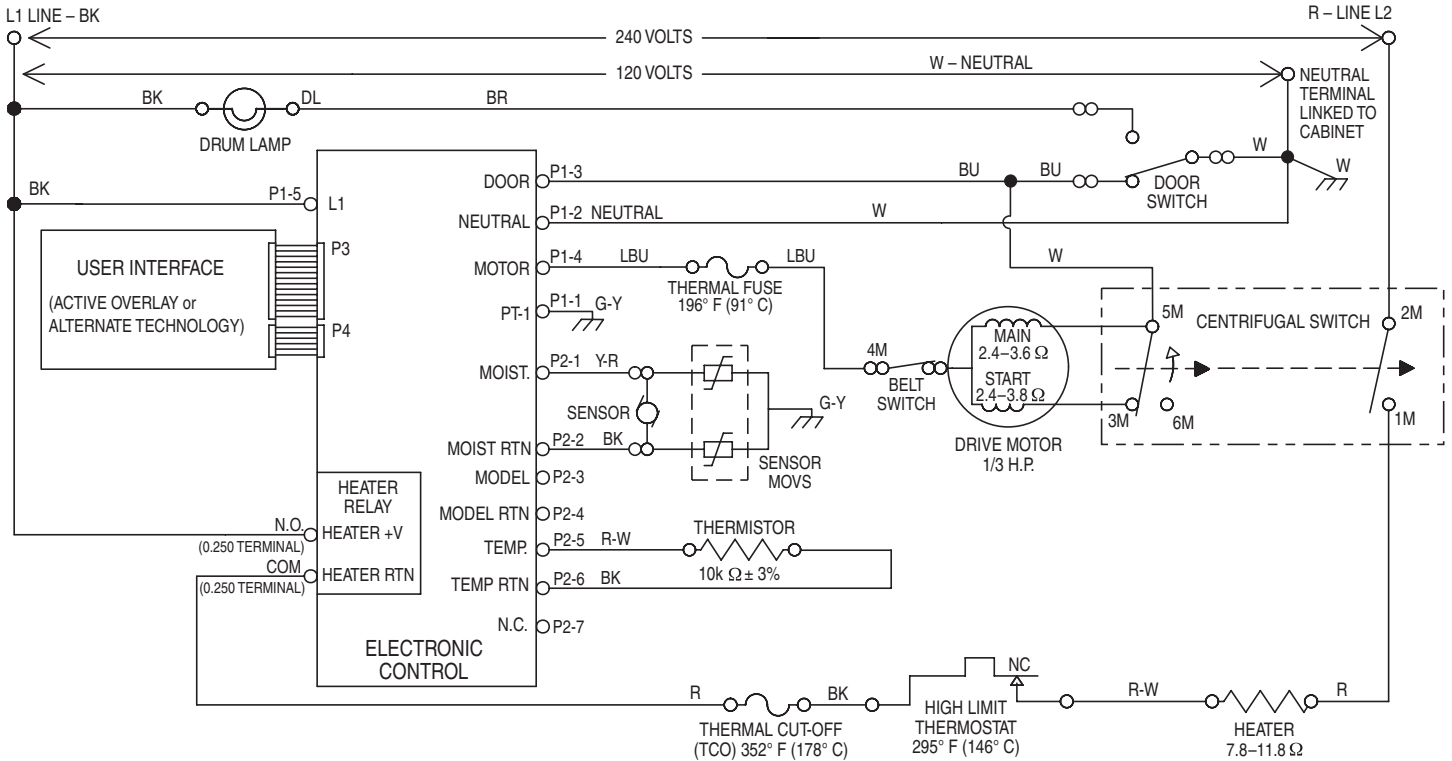 L1 LINE – BK
R – LINE L2
240 VOLTS
120 VOLTS
W – NEUTRAL
NEUTRAL
TERMINAL
LINKED TO
CABINET
BK
DL
BR
DRUM LAMP
W
W
BU
BU
DOOR
SWITCH
BK
P1-5
L1
DOOR
P1-3
NEUTRAL
P1-2 NEUTRAL
W
MOTOR
P1-4
LBU
LBU
THERMAL FUSE
196° F (91° C)
W
PT-1
P1-1
G-Y
USER INTERFACE
(ACTIVE OVERLAY or
ALTERNATE TECHNOLOGY)
P3
P4
5M
CENTRIFUGAL SWITCH
2M
MAIN
2.4–3.6 Ω
START
2.4–3.8 Ω
4M
BELT
SWITCH
3M
6M
1M
DRIVE MOTOR
1/3 H.P.
MOIST.
P2-1
Y-R
SENSOR
G-Y
MOIST RTN
P2-2
BK
SENSOR
MOVS
MODEL
P2-3
MODEL RTN
P2-4
HEATER
RELAY
N.O.
(0.250 TERMINAL)
HEATER +V
COM
(0.250 TERMINAL)
HEATER RTN
TEMP.
P2-5
R-W
THERMISTOR
10k Ω ± 3%
TEMP RTN
P2-6
BK
N.C.
P2-7
ELECTRONIC
CONTROL
R
BK
THERMAL CUT-OFF
(TCO) 352° F (178° C)
NC
HIGH LIMIT
THERMOSTAT
295° F (146° C)
R-W
R
HEATER
7.8–11.8 Ω